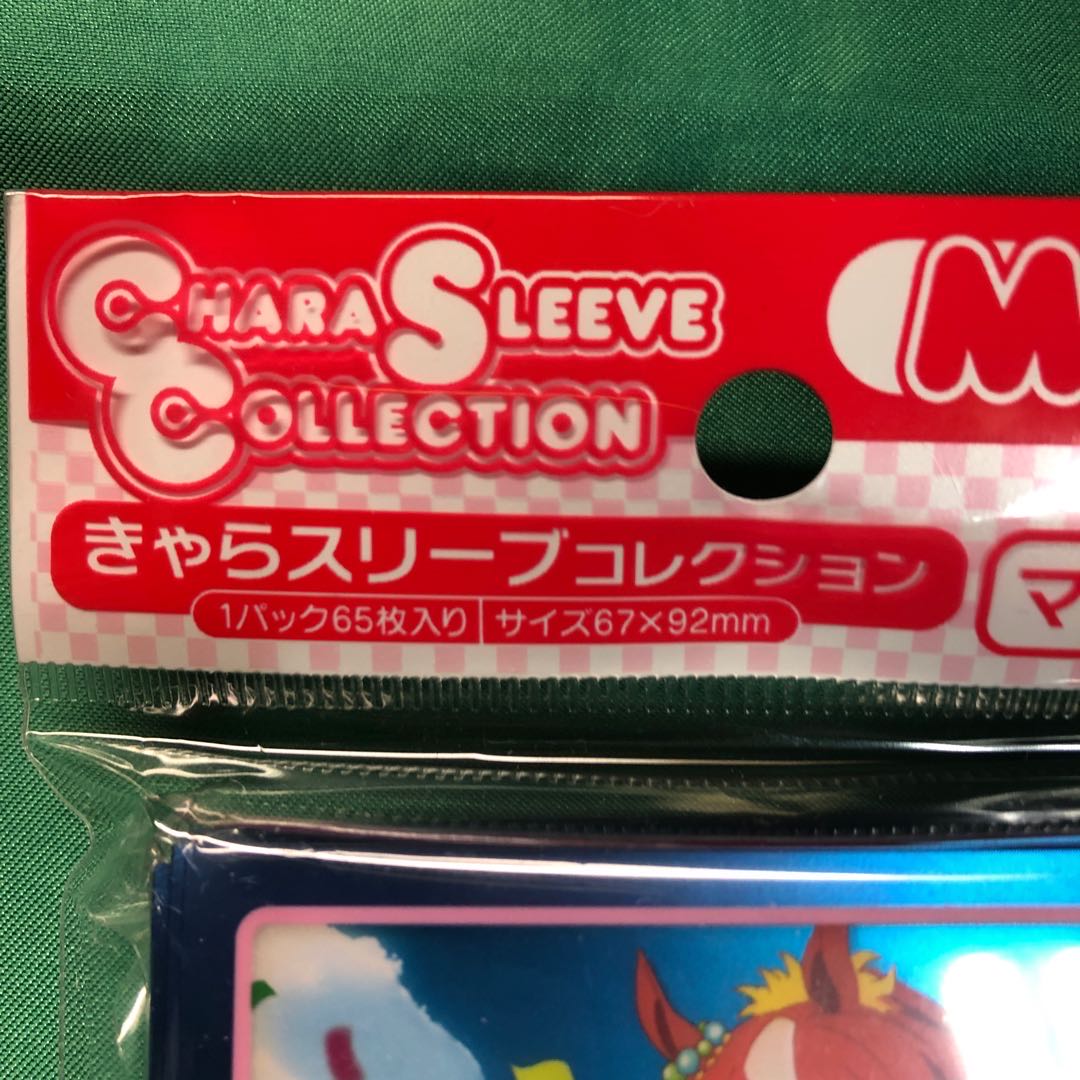 CHARA SLEEVE
COLLECTION
M
きゃらスリーブコレクション
マ
1パック65枚入り | サイズ67×92mm